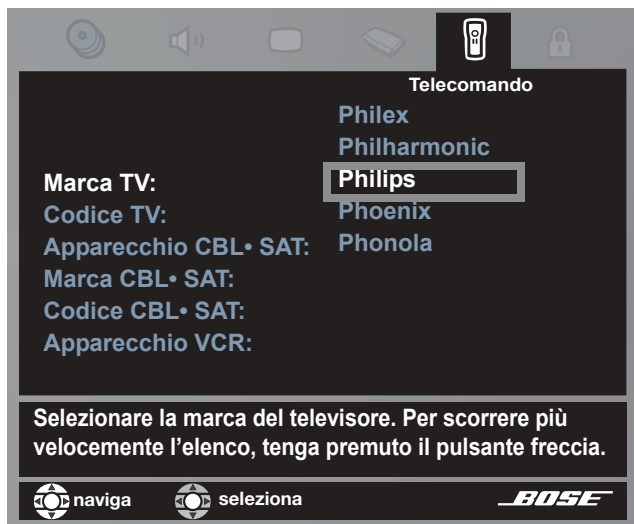 Telecomando
Philex
Philharmonic
Marca TV: Philips
Codice TV: Phoenix
Apparecchio CBL• SAT: Phonola
Marca CBL• SAT:
Codice CBL• SAT:
Apparecchio VCR:
Selezionare la marca del televisore. Per scorrere più
velocemente l’elenco, tenga premuto il pulsante freccia.
naviga seleziona BOSE